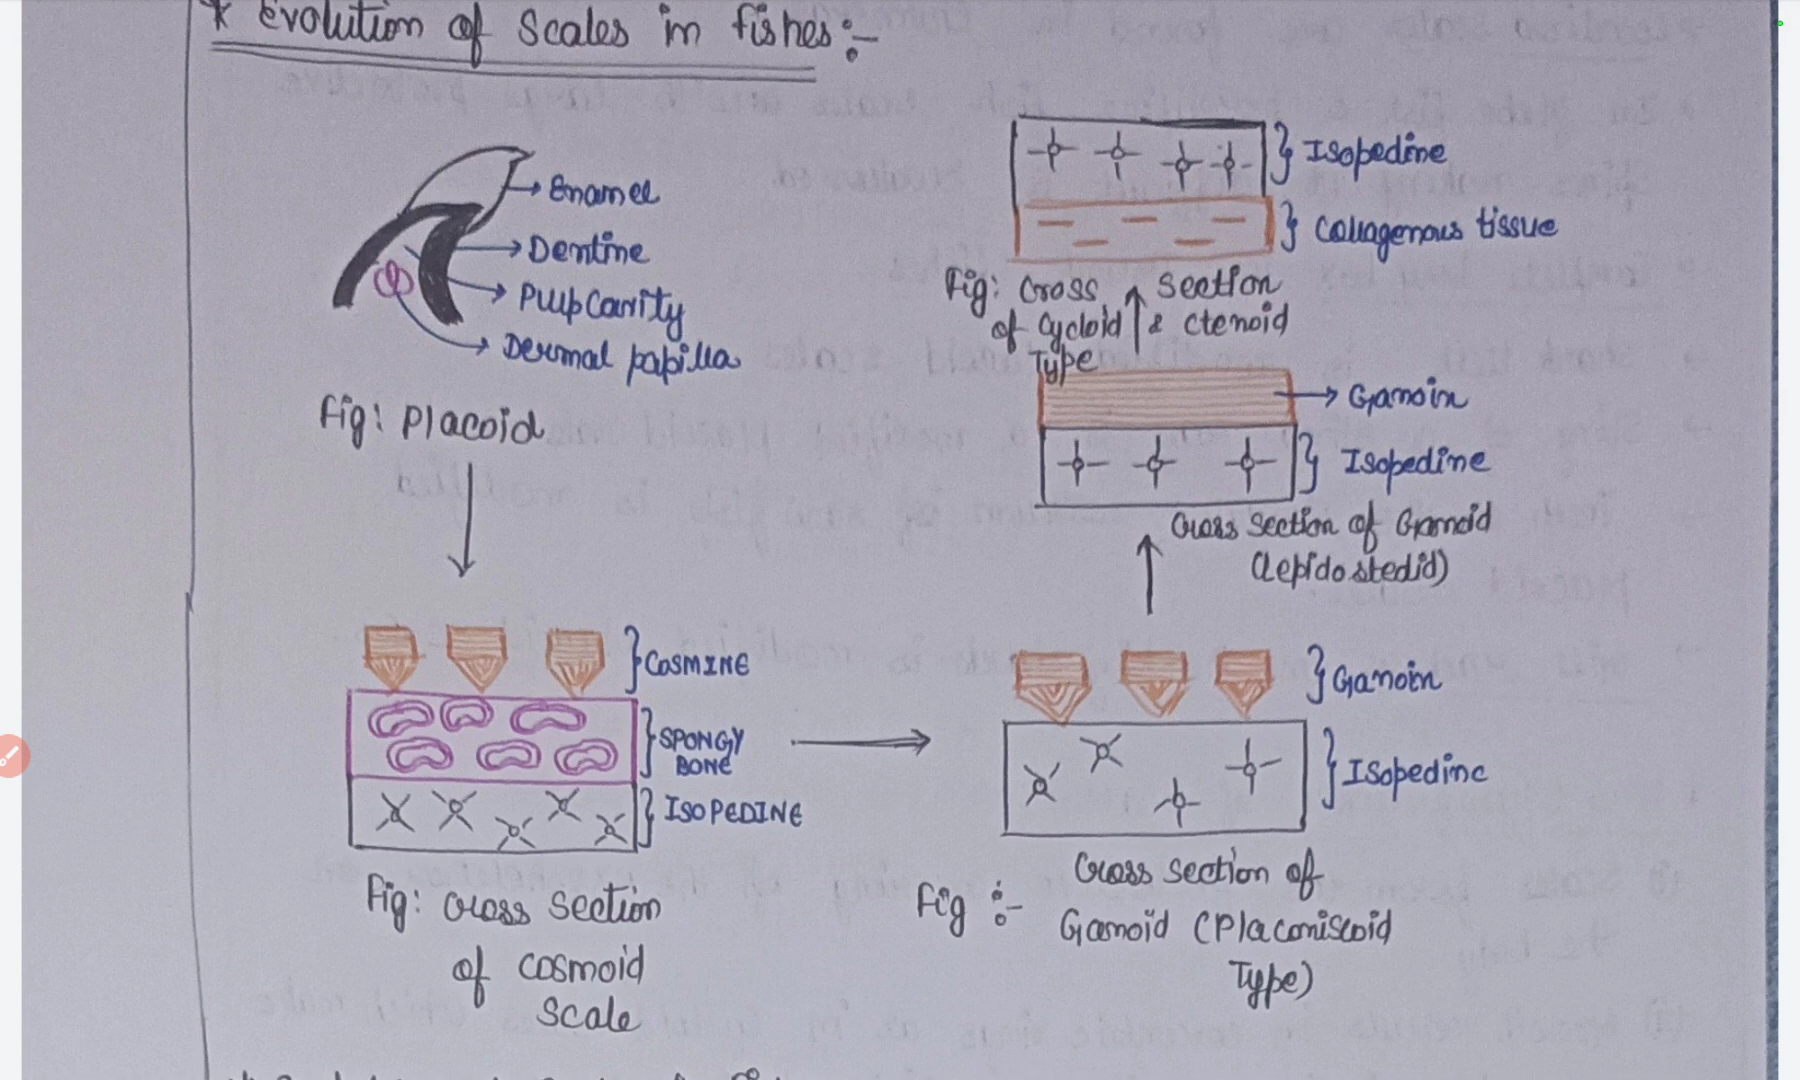 * Evolution of Scales in fishes:-
Enamel
Dentine
Pulp Cavity
Dermal papilla
Fig: Placoid
COSMINE
SPONGY
BONE
ISOPEDINE
Fig: Cross section
of cosmoid
Scale
Ganoin
Isopedine
Fig :- Cross section of
Ganoid (Placoniscoid
Type)
Ganoin
Isopedine
Cross section of Ganoid
(Lepidostedid)
Isopedine
Collagenous tissue
Fig: Cross Section
of Cycloid & Ctenoid
Type